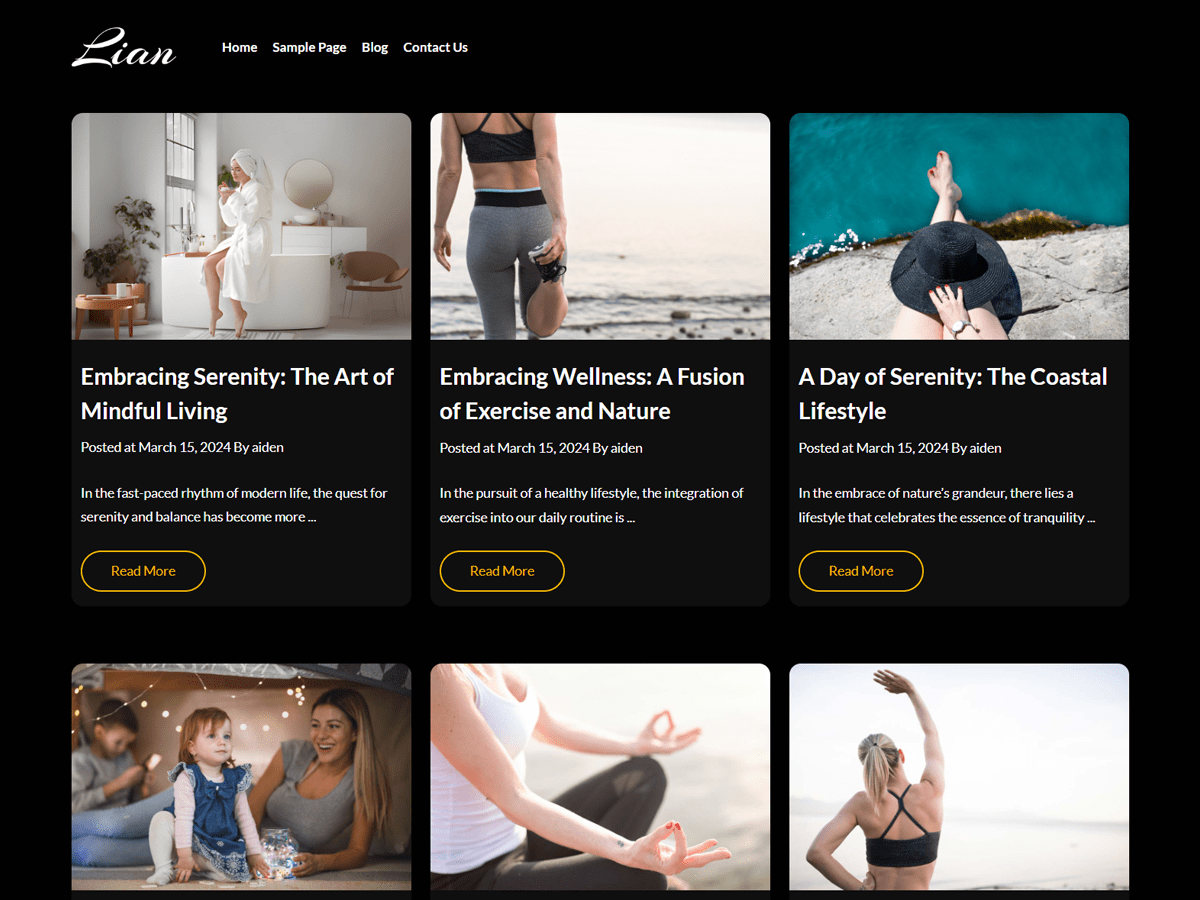 Lian
Home Sample Page Blog Contact Us
Embracing Serenity: The Art of
Mindful Living
Posted at March 15, 2024 By aiden
In the fast-paced rhythm of modern life, the quest for
serenity and balance has become more ...
Read More
Embracing Wellness: A Fusion
of Exercise and Nature
Posted at March 15, 2024 By aiden
In the pursuit of a healthy lifestyle, the integration of
exercise into our daily routine is ...
Read More
A Day of Serenity: The Coastal
Lifestyle
Posted at March 15, 2024 By aiden
In the embrace of nature’s grandeur, there lies a
lifestyle that celebrates the essence of tranquility ...
Read More